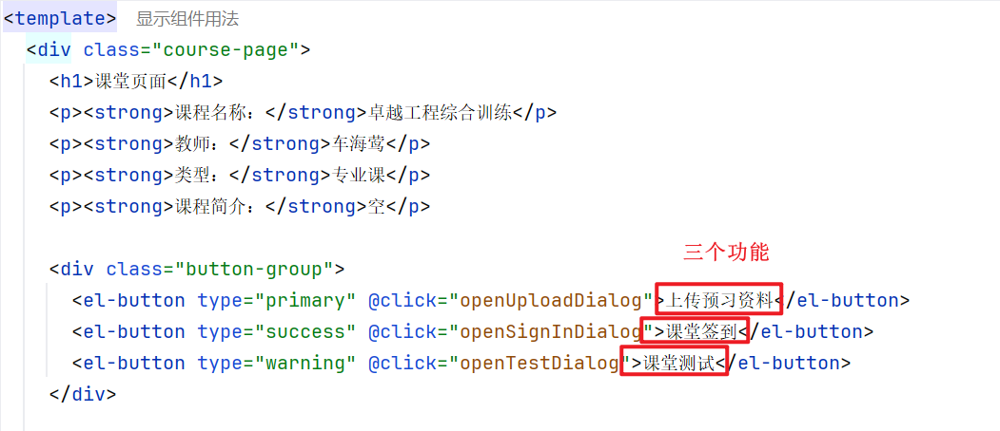 <template> 显示组件用法
<div class="course-page">
<h1>课堂页面</h1>
<p><strong>课程名称：</strong>卓越工程综合训练</p>
<p><strong>教师：</strong>车海莺</p>
<p><strong>类型：</strong>专业课</p>
<p><strong>课程简介：</strong>空</p>
三个功能
<div class="button-group">
<el-button type="primary" @click="openUploadDialog">上传预习资料</el-button>
<el-button type="success" @click="openSignInDialog">课堂签到</el-button>
<el-button type="warning" @click="openTestDialog">课堂测试</el-button>
</div>